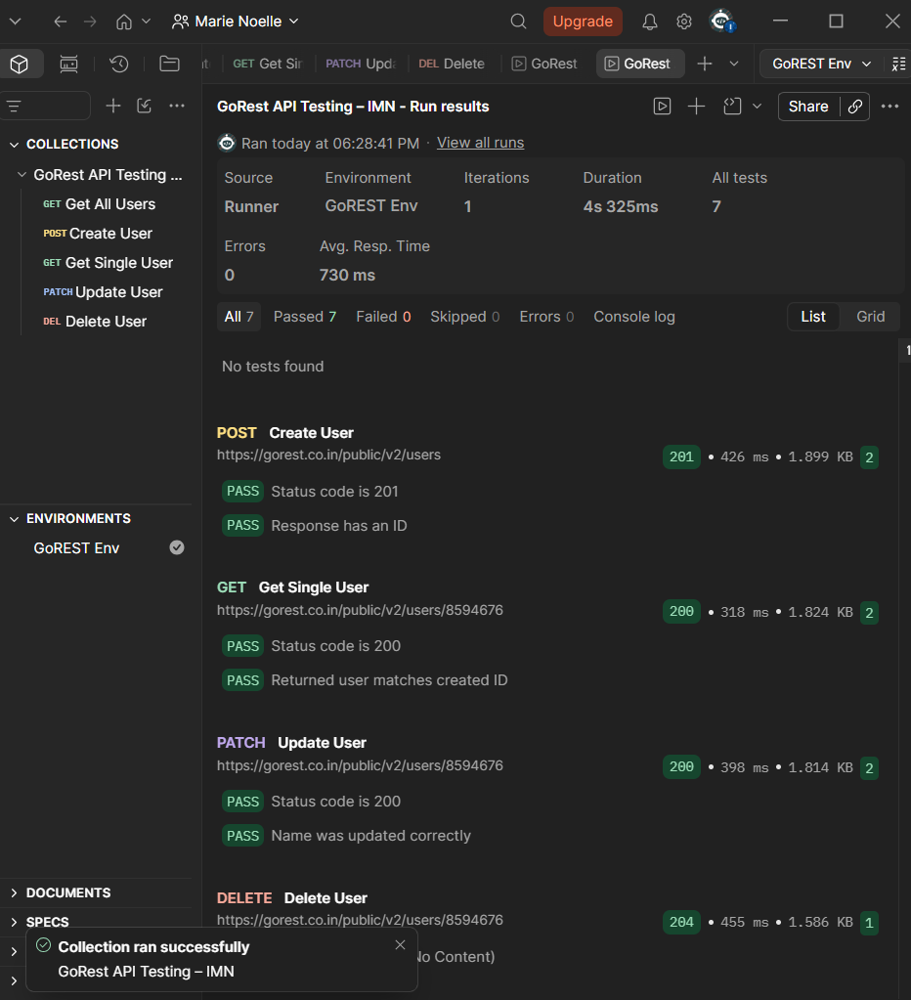 Marie Noelle
Upgrade
GET Get Sin
PATCH Upda
DEL Delete
GoRest
GoRest
GoREST Env
COLLECTIONS
GoRest API Testing ...
GET Get All Users
POST Create User
GET Get Single User
PATCH Update User
DEL Delete User
ENVIRONMENTS
GoREST Env
DOCUMENTS
SPECS
GoRest API Testing – IMN - Run results
Share
Ran today at 06:28:41 PM · View all runs
Source Environment Iterations Duration All tests
Runner GoREST Env 1 4s 325ms 7
Errors Avg. Resp. Time
0 730 ms
All 7 Passed 7 Failed 0 Skipped 0 Errors 0 Console log List Grid
1
No tests found
POST Create User
https://gorest.co.in/public/v2/users
201 • 426 ms • 1.899 KB 2
PASS Status code is 201
PASS Response has an ID
GET Get Single User
https://gorest.co.in/public/v2/users/8594676
200 • 318 ms • 1.824 KB 2
PASS Status code is 200
PASS Returned user matches created ID
PATCH Update User
https://gorest.co.in/public/v2/users/8594676
200 • 398 ms • 1.814 KB 2
PASS Status code is 200
PASS Name was updated correctly
DELETE Delete User
https://gorest.co.in/public/v2/users/8594676
204 • 455 ms • 1.586 KB 1
No Content)
Collection ran successfully
GoRest API Testing – IMN